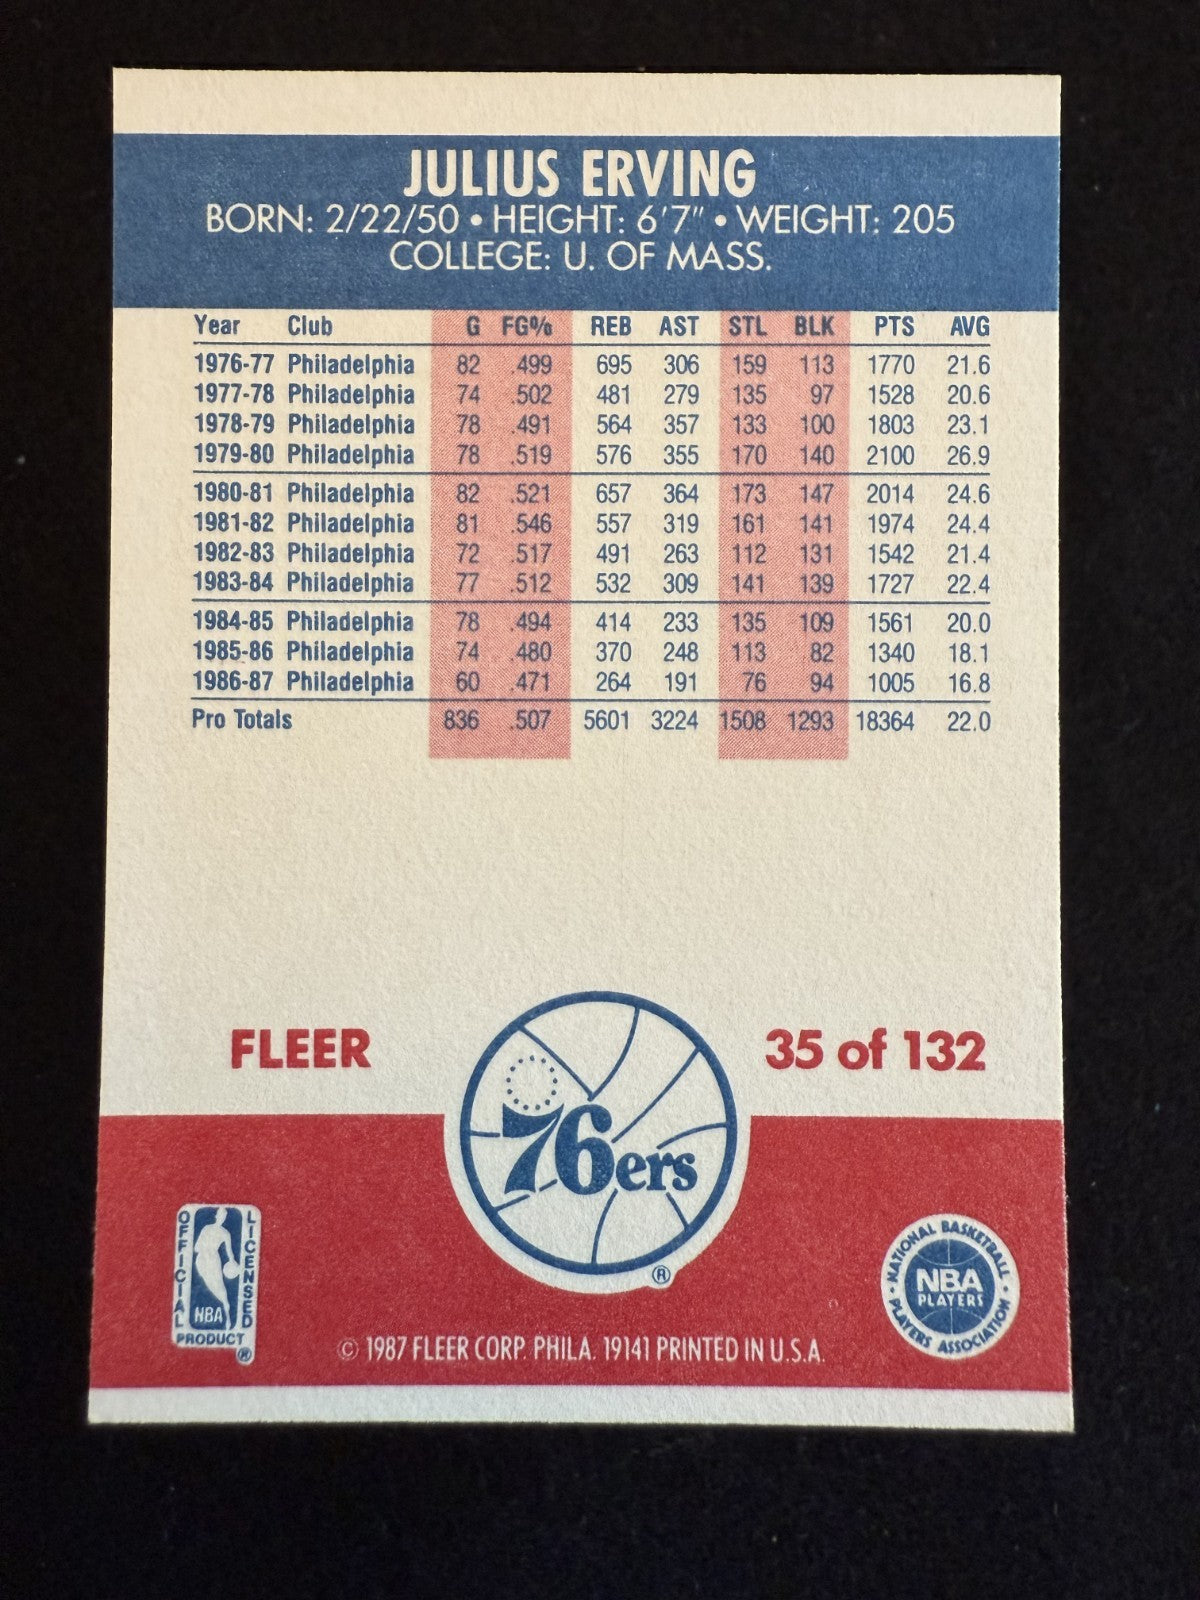 JULIUS ERVING
BORN: 2/22/50 • HEIGHT: 6'7" • WEIGHT: 205
COLLEGE: U. OF MASS.
Year Club G FG% REB AST STL BLK PTS AVG
1976-77 Philadelphia 82 .499 695 306 159 113 1770 21.6
1977-78 Philadelphia 74 .502 481 279 135 97 1528 20.6
1978-79 Philadelphia 78 .491 564 357 133 100 1803 23.1
1979-80 Philadelphia 78 .519 576 355 170 140 2100 26.9
1980-81 Philadelphia 82 .521 657 364 173 147 2014 24.6
1981-82 Philadelphia 81 .546 557 319 161 141 1974 24.4
1982-83 Philadelphia 72 .517 491 263 112 131 1542 21.4
1983-84 Philadelphia 77 .512 532 309 141 139 1727 22.4
1984-85 Philadelphia 78 .494 414 233 135 109 1561 20.0
1985-86 Philadelphia 74 .480 370 248 113 82 1340 18.1
1986-87 Philadelphia 60 .471 264 191 76 94 1005 16.8
Pro Totals 836 .507 5601 3224 1508 1293 18364 22.0
FLEER
35 of 132
76ers
®
OFFICIAL
LICENSED
NBA
PRODUCT
®
NATIONAL BASKETBALL
NBA
PLAYERS
• PLAYERS ASSOCIATION •
© 1987 FLEER CORP. PHILA. 19141 PRINTED IN U.S.A.